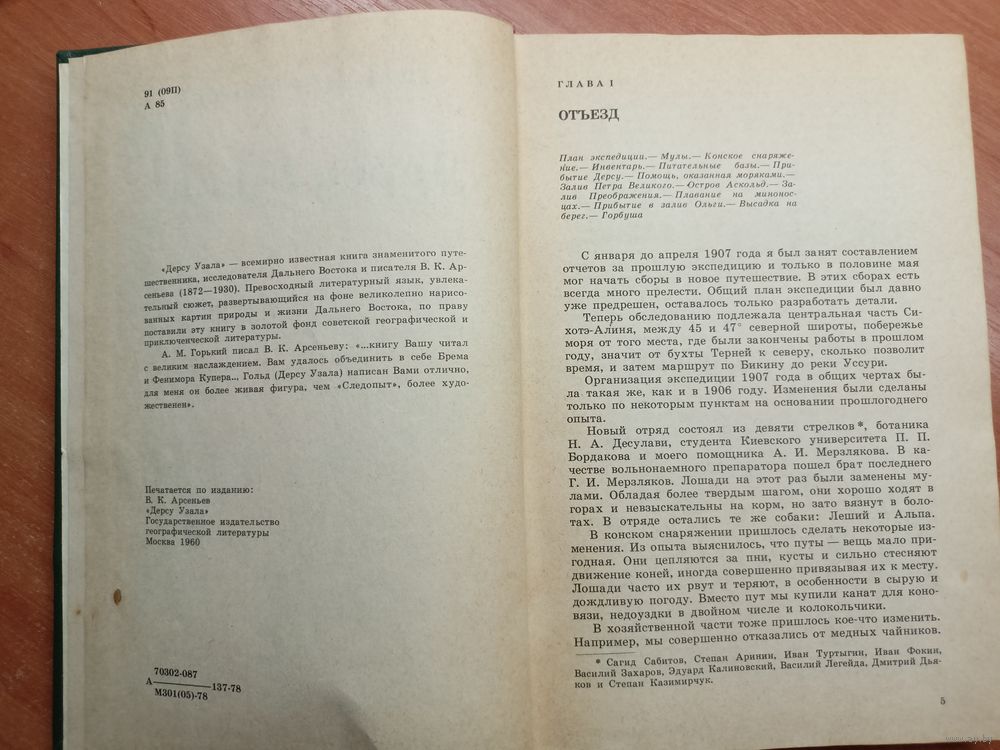 91 (09П)
А 85
«Дерсу Узала» — всемирно известная книга знаменитого путе-
шественника, исследователя Дальнего Востока и писателя В. К. Ар-
сеньева (1872—1930). Превосходный литературный язык, увлека-
тельный сюжет, развертывающийся на фоне великолепно нарисо-
ванных картин природы и жизни Дальнего Востока, по праву
поставили эту книгу в золотой фонд советской географической и
приключенческой литературы.
А. М. Горький писал В. К. Арсеньеву: «...книгу Вашу читал
с великим наслаждением. Вам удалось объединить в себе Брема
и Фенимора Купера... Гольд (Дерсу Узала) написан Вами отлично,
для меня он более живая фигура, чем «Следопыт», более худо-
жественен».
Печатается по изданию:
В. К. Арсеньев
«Дерсу Узала»
Государственное издательство
географической литературы
Москва 1960
70302-087
А 137-78
М301(05)-78
ГЛАВА I
ОТЪЕЗД
План экспедиции.— Мулы.— Конское снаряже-
ние.— Инвентарь.— Питательные базы.— При-
бытие Дерсу.— Помощь, оказанная моряками.—
Залив Петра Великого.— Остров Аскольд.— За-
лив Преображения.— Плавание на минонос-
цах.— Прибытие в залив Ольги.— Высадка на
берег.— Горбуша
С января до апреля 1907 года я был занят составлением
отчетов за прошлую экспедицию и только в половине мая
мог начать сборы в новое путешествие. В этих сборах есть
всегда много прелести. Общий план экспедиции был давно
уже предрешен, оставалось только разработать детали.
Теперь обследованию подлежала центральная часть Си-
хотэ-Алиня, между 45 и 47° северной широты, побережье
моря от того места, где были закончены работы в прошлом
году, значит от бухты Терней к северу, сколько позволит
время, и затем маршрут по Бикину до реки Уссури.
Организация экспедиции 1907 года в общих чертах бы-
ла такая же, как и в 1906 году. Изменения были сделаны
только по некоторым пунктам на основании прошлогоднего
опыта.
Новый отряд состоял из девяти стрелков*, ботаника
Н. А. Десулави, студента Киевского университета П. П.
Бордакова и моего помощника А. И. Мерзлякова. В ка-
честве вольнонаемного препаратора пошел брат последнего
Г. И. Мерзляков. Лошади на этот раз были заменены му-
лами. Обладая более твердым шагом, они хорошо ходят в
горах и невзыскательны на корм, но зато вязнут в боло-
тах. В отряде остались те же собаки: Леший и Альпа.
В конском снаряжении пришлось сделать некоторые из-
менения. Из опыта выяснилось, что путы — вещь мало при-
годная. Они цепляются за пни, кусты и сильно стесняют
движение коней, иногда совершенно привязывая их к месту.
Лошади часто их рвут и теряют, в особенности в сырую и
дождливую погоду. Вместо пут мы купили канат для коно-
вязи, недоуздки в двойном числе и колокольчики.
В хозяйственной части тоже пришлось кое-что изменить.
Например, мы совершенно отказались от медных чайников.
* Сагид Сабитов, Степан Аринин, Иван Туртыгин, Иван Фокин,
Василий Захаров, Эдуард Калиновский, Василий Легейда, Дмитрий Дья-
ков и Степан Казимирчук.
5